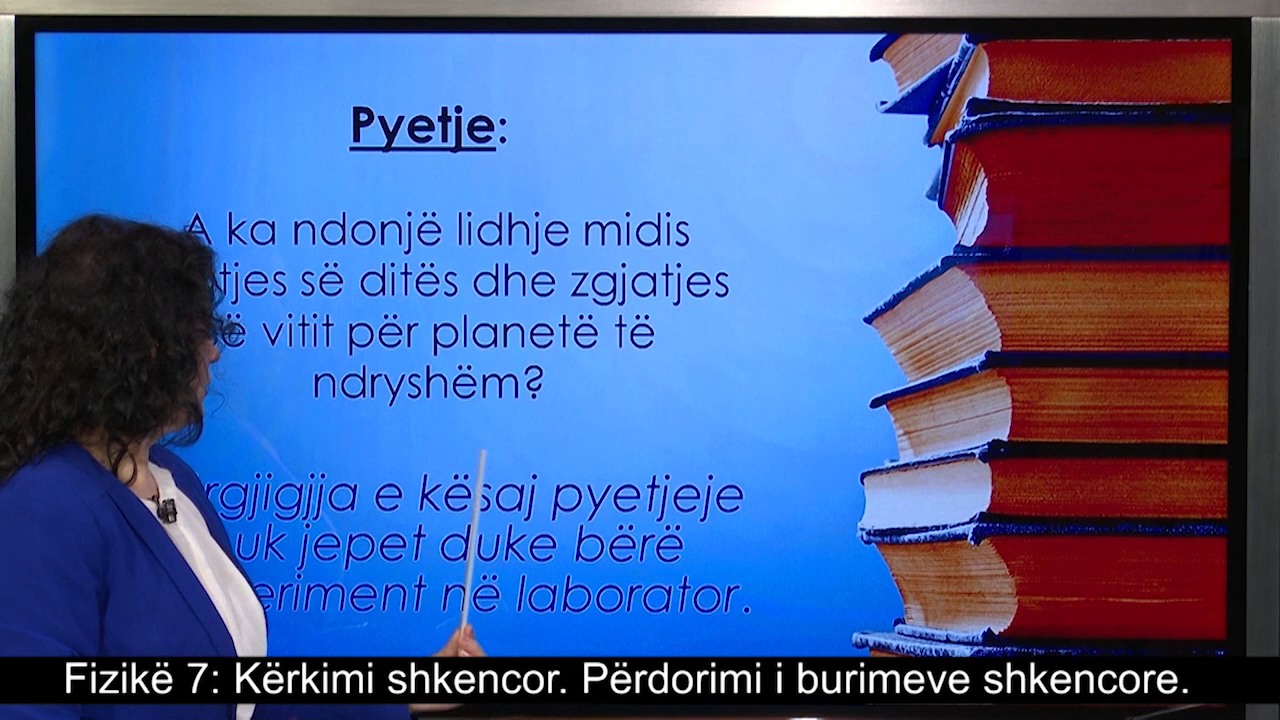 Pyetje:
A ka ndonjë lidhje midis
së ditës dhe zgjatjes
vitit për planetë të
ndryshëm?
e kësaj pyetjeje
jepet duke bërë
në laborator.
Fizikë 7: Kërkimi shkencor. Përdorimi i burimeve shkencore.